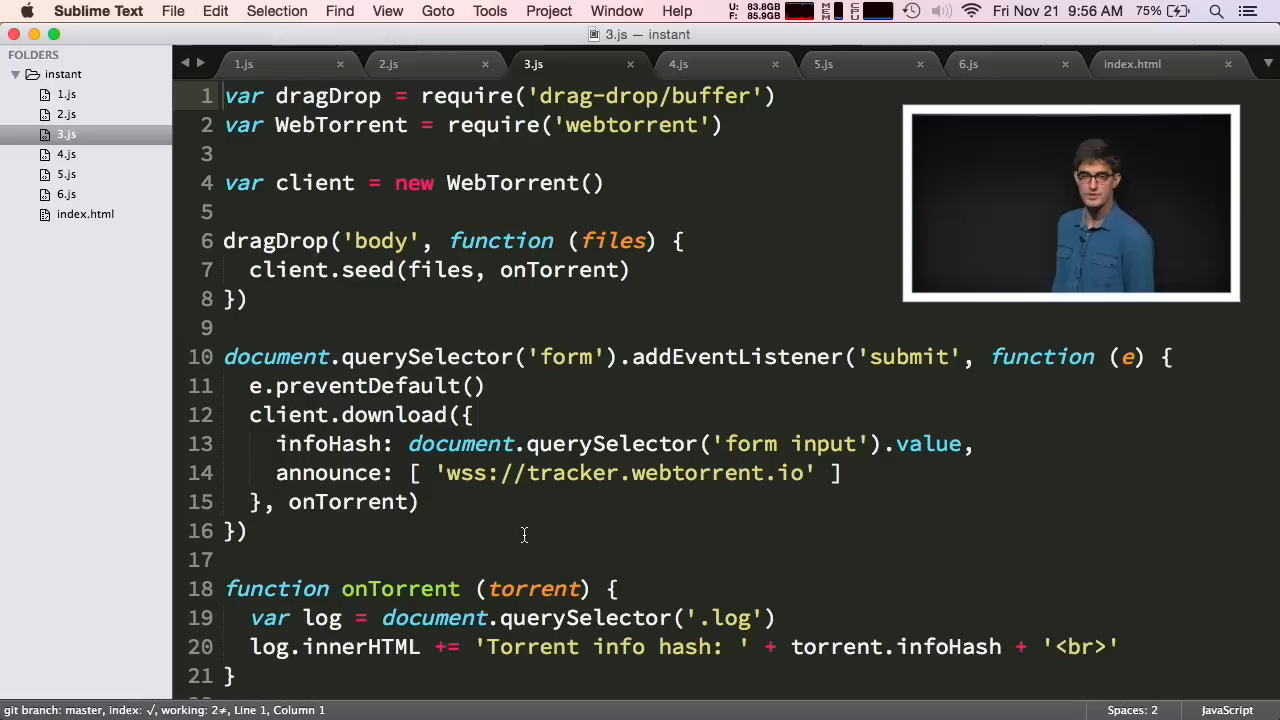 Sublime Text File Edit Selection Find View Goto Tools Project Window Help U: 83.8GB F: 85.9GB MEM CPU Fri Nov 21 9:56 AM 75%
3.js — instant
FOLDERS
instant
1.js
2.js
3.js
4.js
5.js
6.js
index.html
1.js 2.js 3.js 4.js 5.js 6.js index.html
1 var dragDrop = require('drag-drop/buffer')
2 var WebTorrent = require('webtorrent')
3
4 var client = new WebTorrent()
5
6 dragDrop('body', function (files) {
7 client.seed(files, onTorrent)
8 })
9
10 document.querySelector('form').addEventListener('submit', function (e) {
11 e.preventDefault()
12 client.download({
13 infoHash: document.querySelector('form input').value,
14 announce: [ 'wss://tracker.webtorrent.io' ]
15 }, onTorrent)
16 })
17
18 function onTorrent (torrent) {
19 var log = document.querySelector('.log')
20 log.innerHTML += 'Torrent info hash: ' + torrent.infoHash + '<br>'
21 }
git branch: master, index: √, working: 2≠, Line 1, Column 1 Spaces: 2 JavaScript